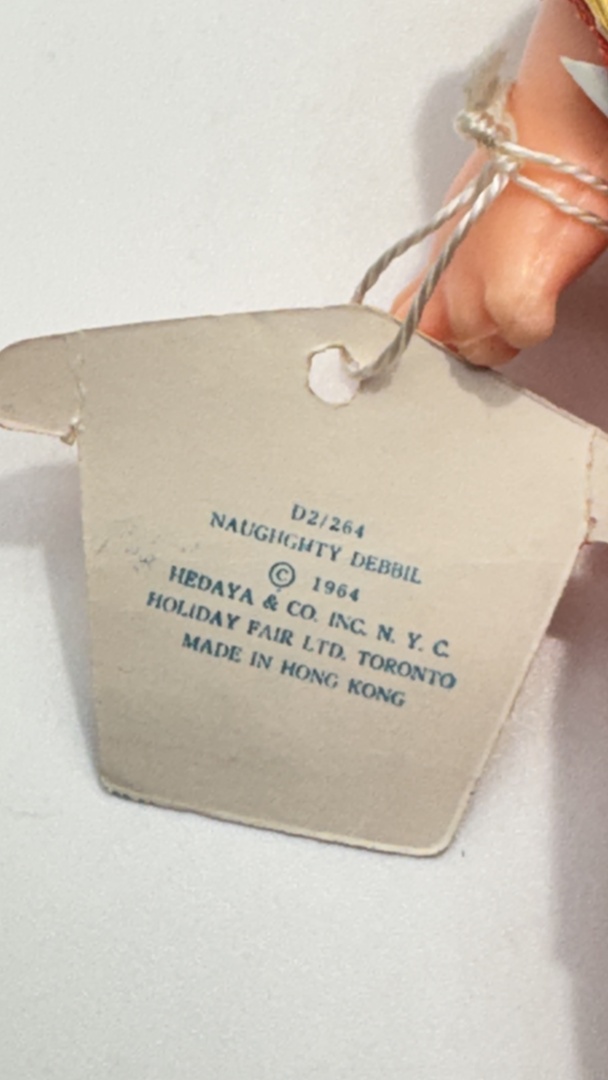 D2/264
NAUGHGHTY DEBBIL
© 1964
HEDAYA & CO. INC. N. Y. C.
HOLIDAY FAIR LTD. TORONTO
MADE IN HONG KONG